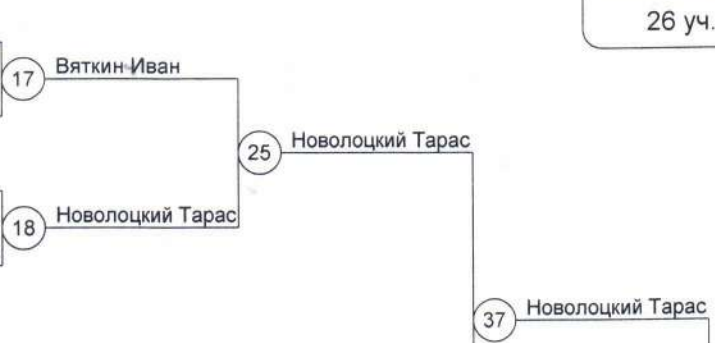 26 уч.
17 Вяткин Иван
25 Новолоцкий Тарас
18 Новолоцкий Тарас
37 Новолоцкий Тарас